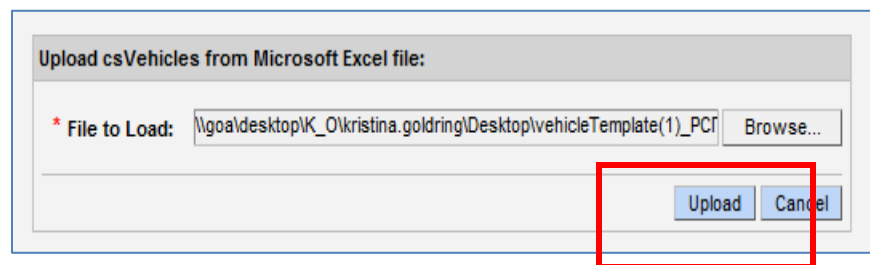 Upload csVehicles from Microsoft Excel file:
* File to Load: \\goa\desktop\K_O\kristina.goldring\Desktop\vehicleTemplate(1)_PC Browse...
Upload Cancel